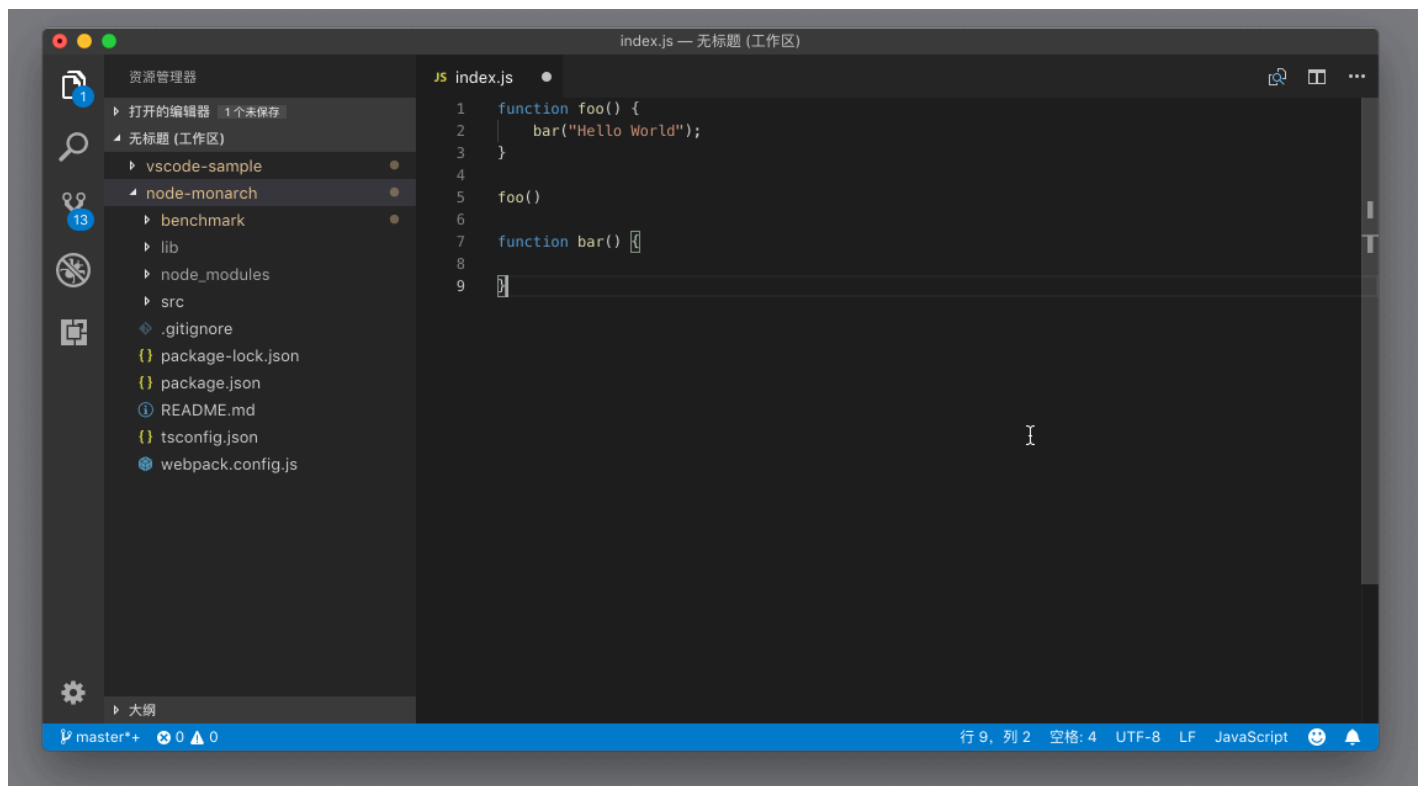 index.js — 无标题 (工作区)
资源管理器
1
打开的编辑器 1 个未保存
无标题 (工作区)
vscode-sample
node-monarch
13
benchmark
lib
node_modules
src
.gitignore
{} package-lock.json
{} package.json
README.md
{} tsconfig.json
webpack.config.js
大纲
JS index.js
1 function foo() {
2 bar("Hello World");
3 }
4
5 foo()
6
7 function bar() {
8
9 }
master*+ 0 0
行 9，列 2 空格: 4 UTF-8 LF JavaScript